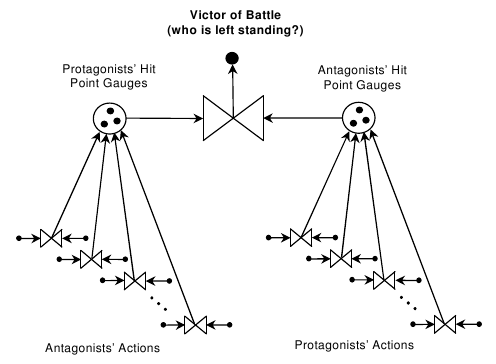 Victor of Battle
(who is left standing?)
Protagonists' Hit
Point Gauges
Antagonists' Hit
Point Gauges
Antagonists' Actions
Protagonists' Actions